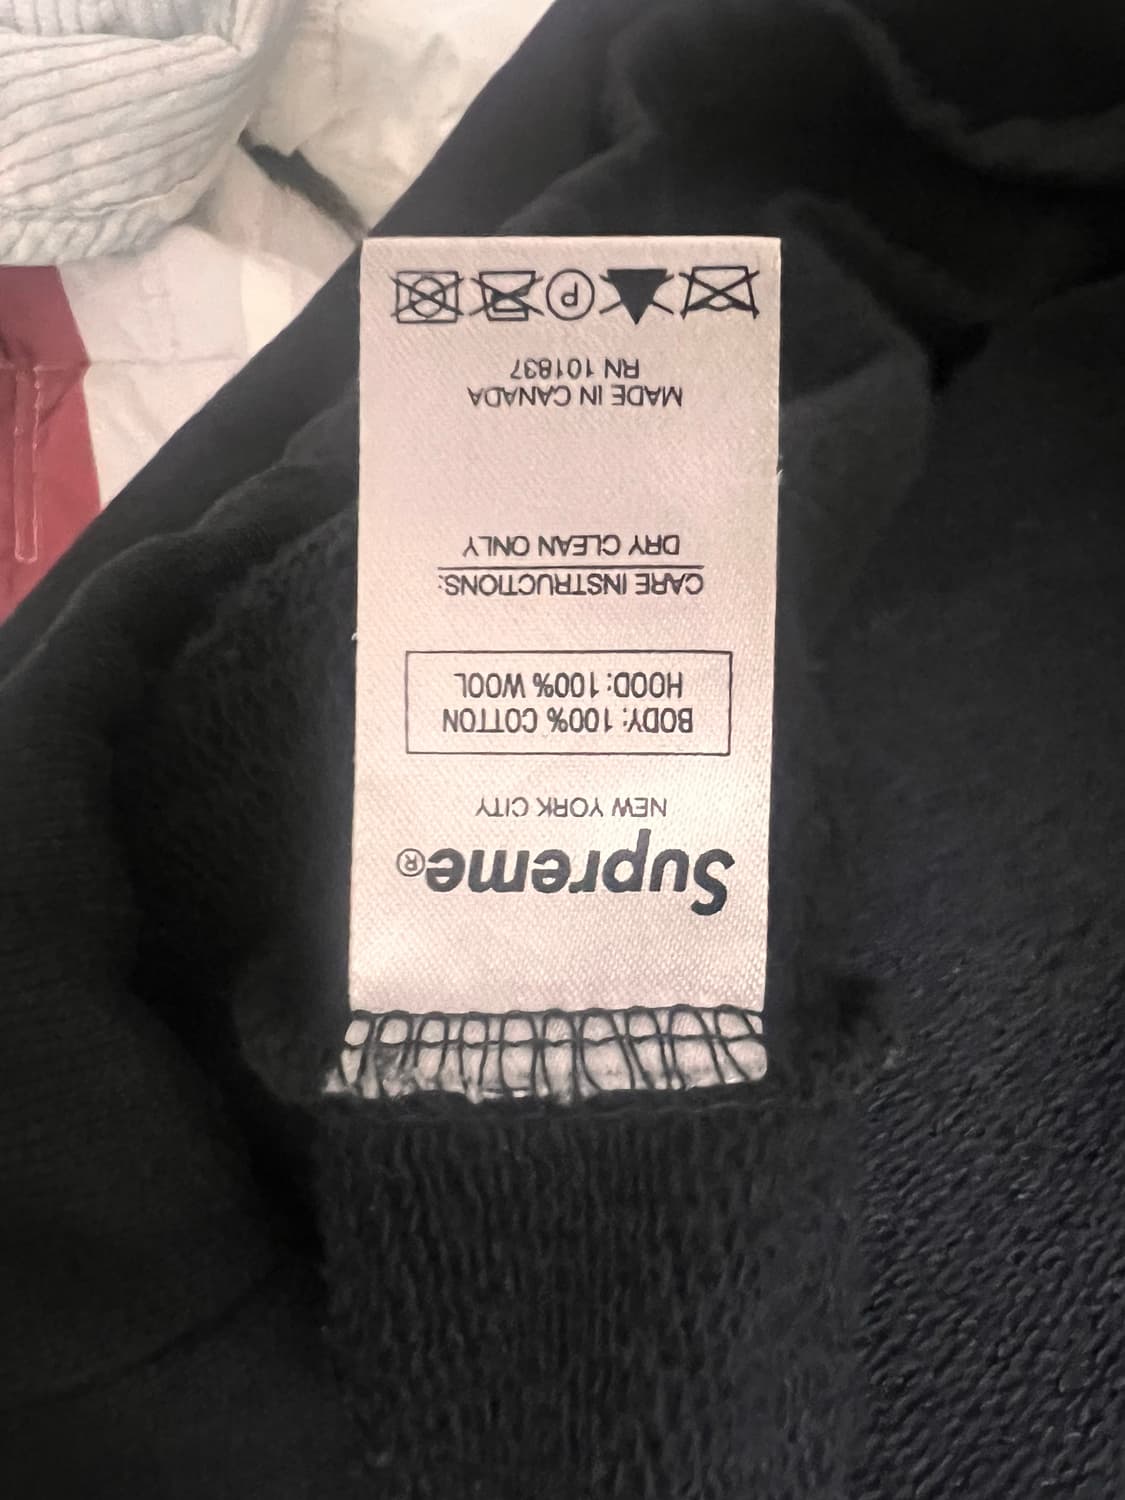 Supreme®
NEW YORK CITY
BODY: 100% COTTON
HOOD: 100% WOOL
CARE INSTRUCTIONS:
DRY CLEAN ONLY
MADE IN CANADA
RN 101837
P